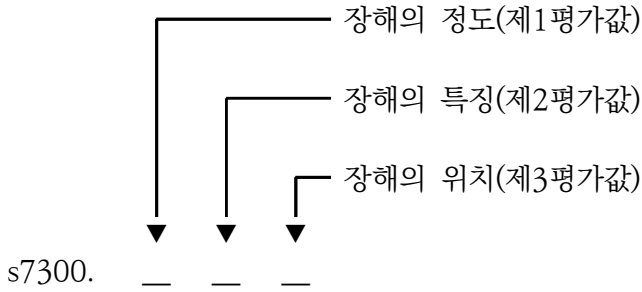 장해의 정도(제1평가값)
장해의 특징(제2평가값)
장해의 위치(제3평가값)
s7300. _ _ _